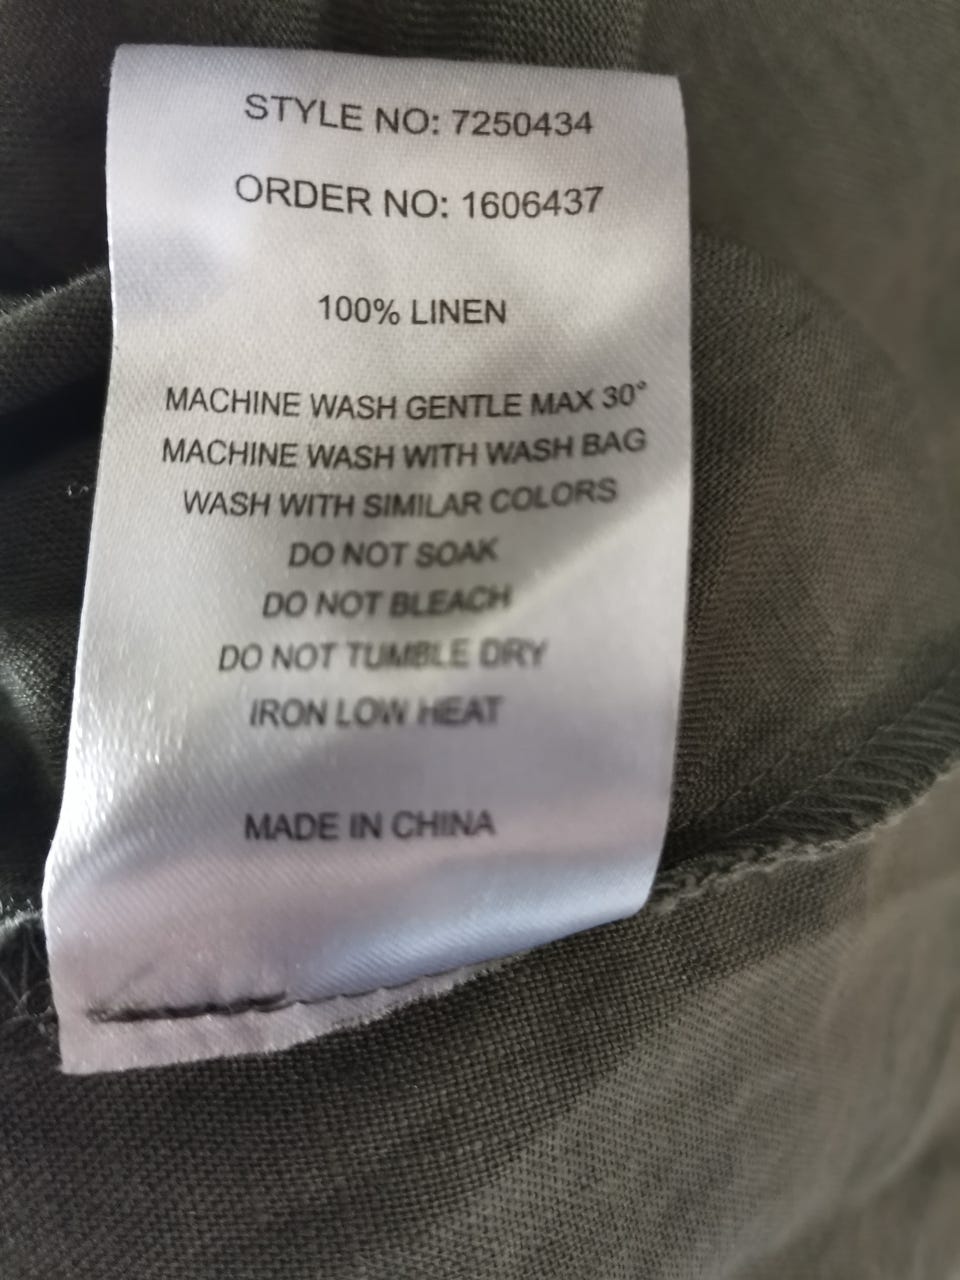 STYLE NO: 7250434
ORDER NO: 1606437
100% LINEN
MACHINE WASH GENTLE MAX 30°
MACHINE WASH WITH WASH BAG
WASH WITH SIMILAR COLORS
DO NOT SOAK
DO NOT BLEACH
DO NOT TUMBLE DRY
IRON LOW HEAT
MADE IN CHINA